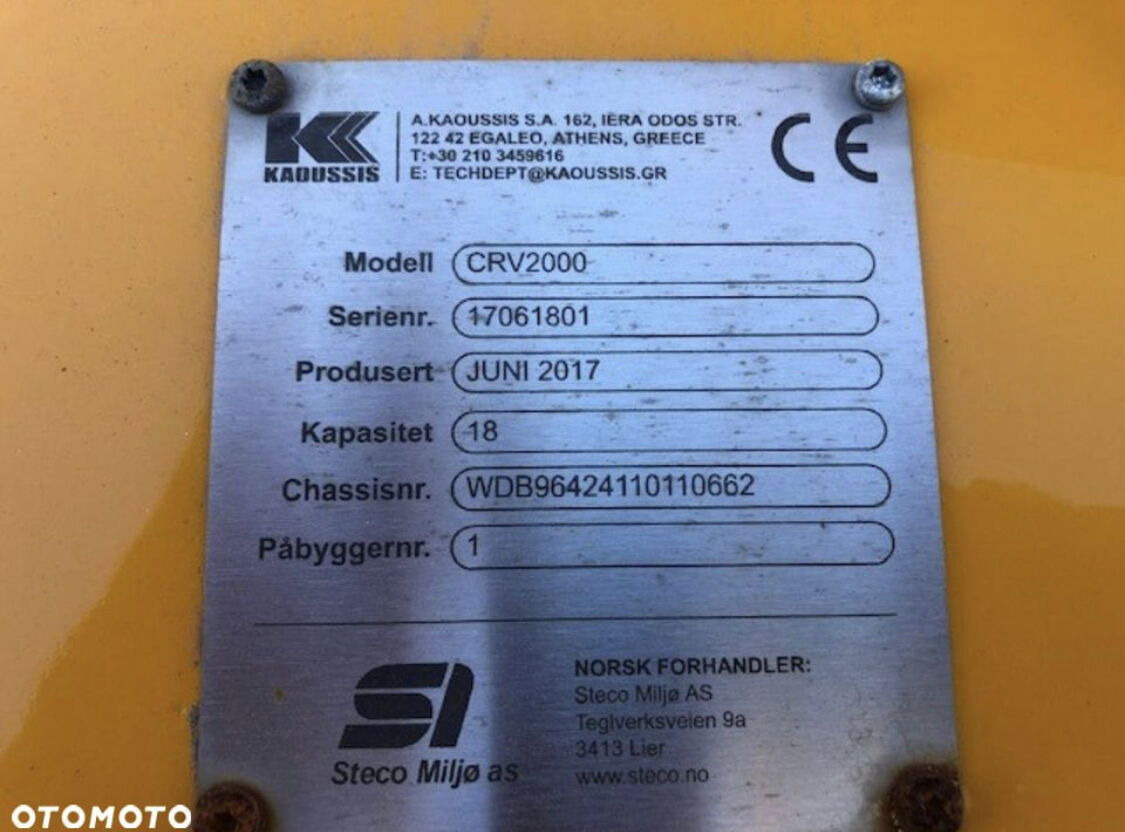 A.KAOUSSIS S.A. 162, IERA ODOS STR.
122 42 EGALEO, ATHENS, GREECE
T:+30 210 3459616
E: TECHDEPT@KAOUSSIS.GR
KAOUSSIS
CE
Modell CRV2000
Serienr. 17061801
Produsert JUNI 2017
Kapasitet 18
Chassisnr. WDB96424110110662
Påbyggernr. 1
NORSK FORHANDLER:
Steco Miljø AS
Teglverksveien 9a
3413 Lier
www.steco.no
Steco Miljø as
OTOMOTO